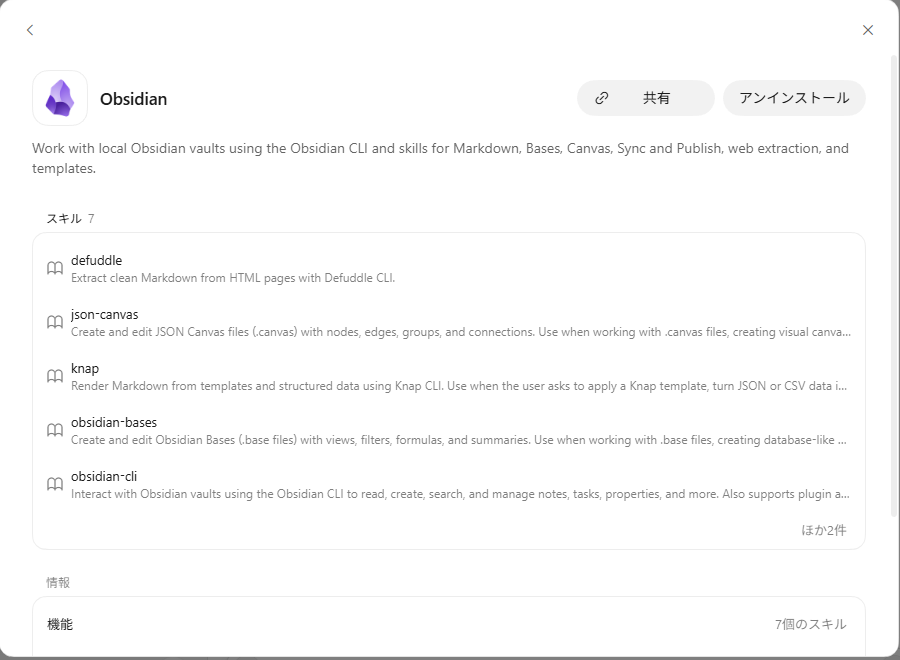 Obsidian
共有
アンインストール
Work with local Obsidian vaults using the Obsidian CLI and skills for Markdown, Bases, Canvas, Sync and Publish, web extraction, and
templates.
スキル 7
defuddle
Extract clean Markdown from HTML pages with Defuddle CLI.
json-canvas
Create and edit JSON Canvas files (.canvas) with nodes, edges, groups, and connections. Use when working with .canvas files, creating visual canva...
knap
Render Markdown from templates and structured data using Knap CLI. Use when the user asks to apply a Knap template, turn JSON or CSV data i...
obsidian-bases
Create and edit Obsidian Bases (.base files) with views, filters, formulas, and summaries. Use when working with .base files, creating database-like ...
obsidian-cli
Interact with Obsidian vaults using the Obsidian CLI to read, create, search, and manage notes, tasks, properties, and more. Also supports plugin a...
ほか2件
情報
機能
7個のスキル